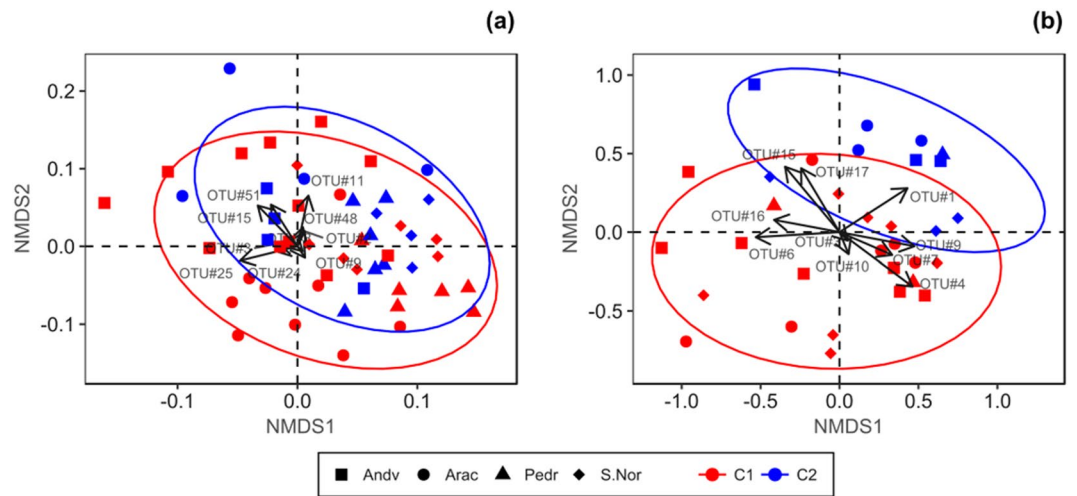 (a)
(b)
0.2
0.1
0.0
-0.1
NMDS2
OTU#11
OTU#51
OTU#15
OTU#48
OTU#3
OTU#9
OTU#25
OTU#24
-0.1
0.0
0.1
NMDS1
1.0
0.5
0.0
-0.5
NMDS2
OTU#15
OTU#17
OTU#1
OTU#16
OTU#9
OTU#6
OTU#7
OTU#10
OTU#4
-1.0
-0.5
0.0
0.5
1.0
NMDS1
Andv Arac Pedr S.Nor C1 C2